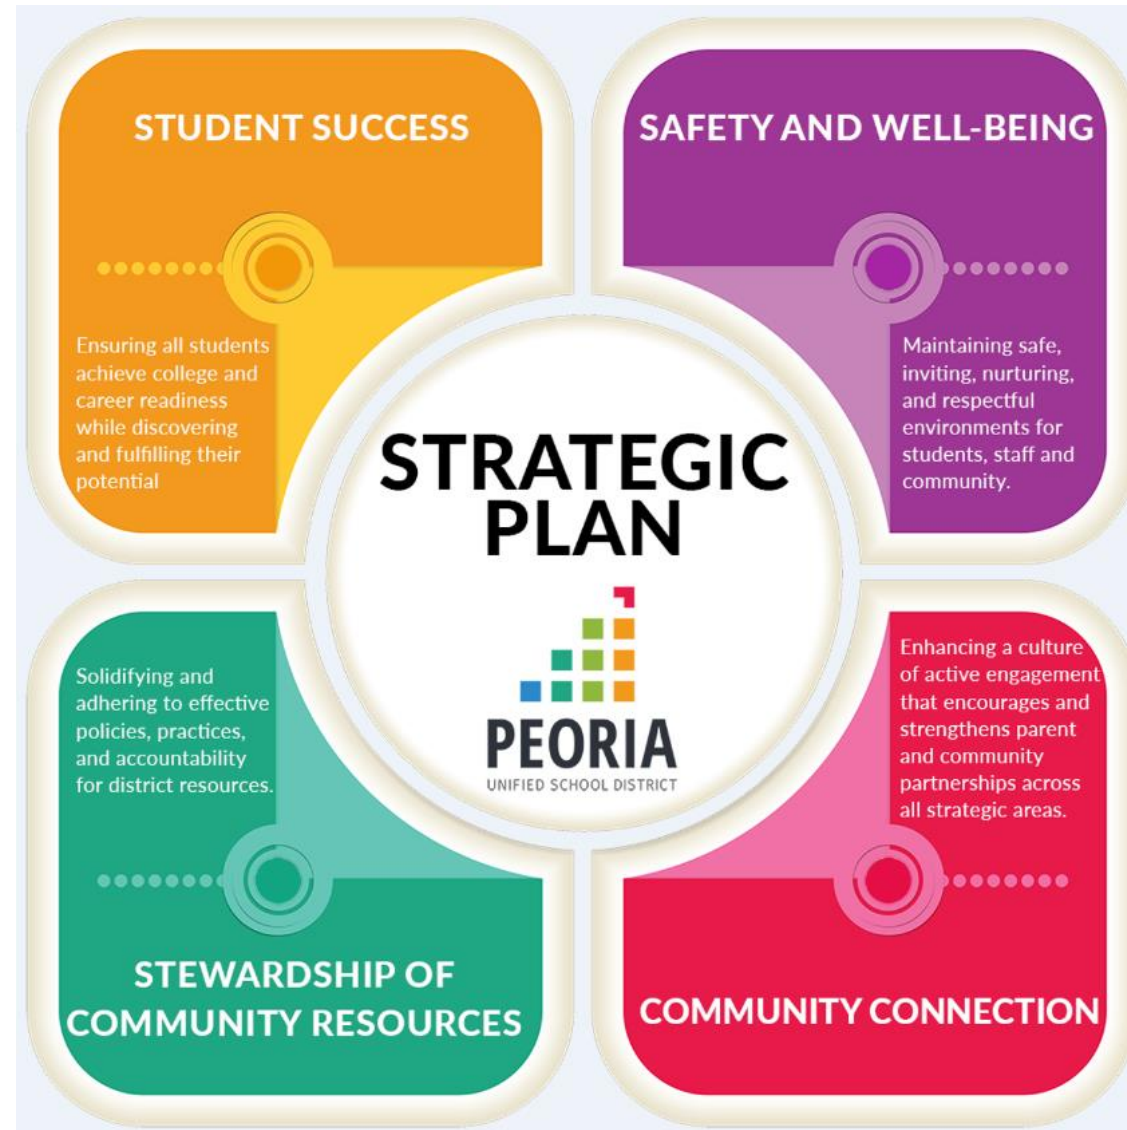 STUDENT SUCCESS
Ensuring all students
achieve college and
career readiness
while discovering
and fulfilling their
potential
SAFETY AND WELL-BEING
Maintaining safe,
inviting, nurturing,
and respectful
environments for
students, staff and
community.
STRATEGIC
PLAN
PEORIA
UNIFIED SCHOOL DISTRICT
Solidifying and
adhering to effective
policies, practices,
and accountability
for district resources.
STEWARDSHIP OF
COMMUNITY RESOURCES
Enhancing a culture
of active engagement
that encourages and
strengthens parent
and community
partnerships across
all strategic areas.
COMMUNITY CONNECTION